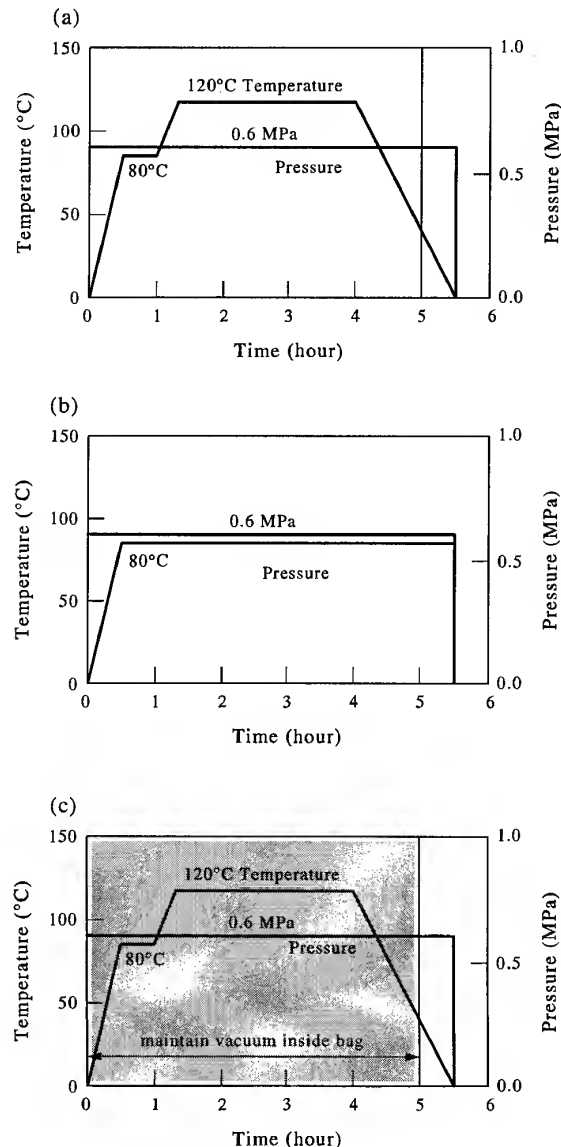 (a)
150
1.0
120°C Temperature
100
0.6 MPa
80°C
Pressure
0.5
50
0
0.0
0 1 2 3 4 5 6
Time (hour)
Temperature (°C)
Pressure (MPa)
(b)
150
1.0
100
0.6 MPa
80°C
0.5
Pressure
50
0
0.0
0 1 2 3 4 5 6
Time (hour)
Temperature (°C)
Pressure (MPa)
(c)
150
1.0
120°C Temperature
100
0.6 MPa
80°C
Pressure
0.5
50
maintain vacuum inside bag
0
0.0
0 1 2 3 4 5 6
Time (hour)
Temperature (°C)
Pressure (MPa)